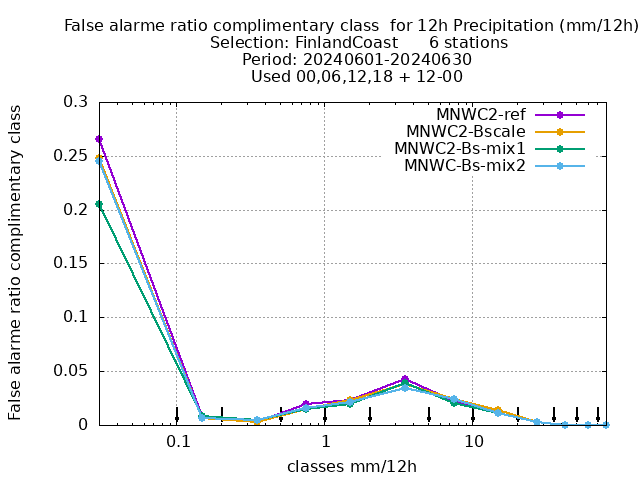 False alarme ratio complimentary class  for 12h Precipitation (mm/12h)
Selection: FinlandCoast      6 stations
Period: 20240601-20240630
Used 00,06,12,18 + 12-00
False alarme ratio complimentary class
0.3
0.25
0.2
0.15
0.1
0.05
0
MNWC2-ref
MNWC2-Bscale
MNWC2-Bs-mix1
MNWC-Bs-mix2
0.1
1
10
classes mm/12h